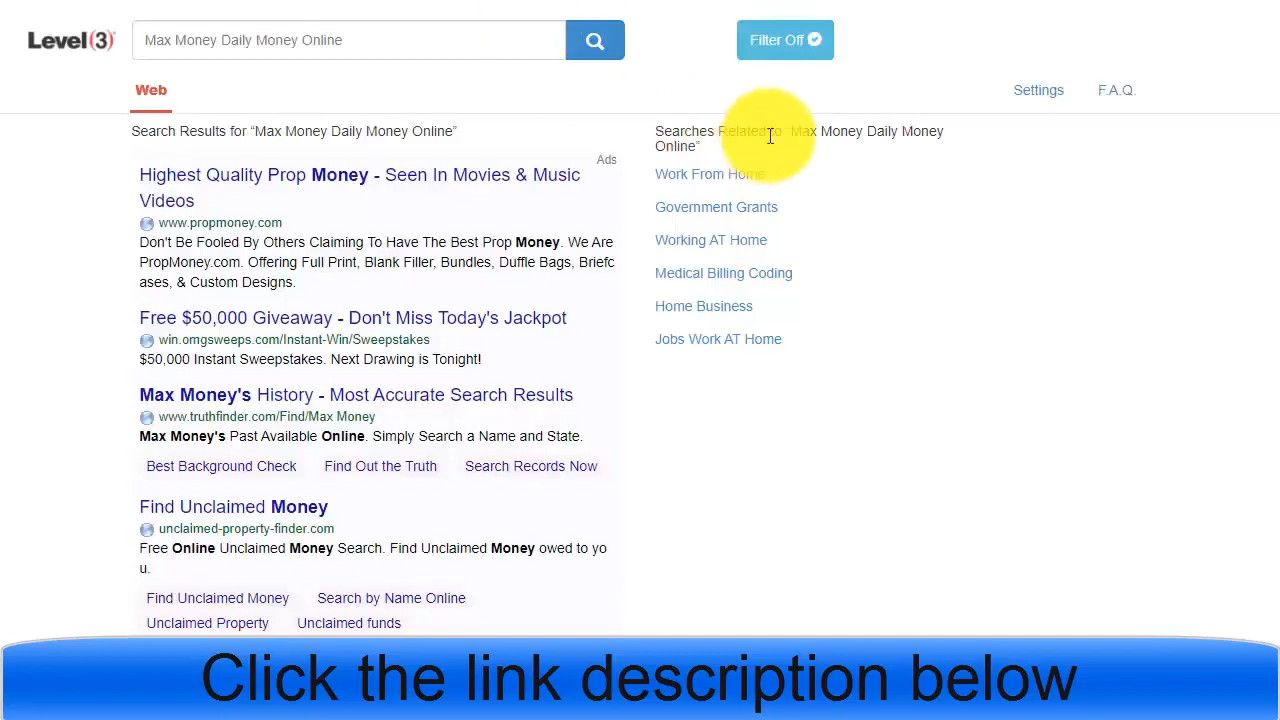 Level(3)
Max Money Daily Money Online
Filter Off
Web
Settings
F.A.Q.
Search Results for “Max Money Daily Money Online”
Ads
Highest Quality Prop Money - Seen In Movies & Music
Videos
www.propmoney.com
Don't Be Fooled By Others Claiming To Have The Best Prop Money. We Are
PropMoney.com. Offering Full Print, Blank Filler, Bundles, Duffle Bags, Briefc
ases, & Custom Designs.
Free $50,000 Giveaway - Don't Miss Today's Jackpot
win.omgsweeps.com/Instant-Win/Sweepstakes
$50,000 Instant Sweepstakes. Next Drawing is Tonight!
Max Money's History - Most Accurate Search Results
www.truthfinder.com/Find/Max Money
Max Money's Past Available Online. Simply Search a Name and State.
Best Background Check
Find Out the Truth
Search Records Now
Find Unclaimed Money
unclaimed-property-finder.com
Free Online Unclaimed Money Search. Find Unclaimed Money owed to yo
u.
Find Unclaimed Money
Search by Name Online
Unclaimed Property
Unclaimed funds
Searches Related to “Max Money Daily Money
Online”
Work From Home
Government Grants
Working AT Home
Medical Billing Coding
Home Business
Jobs Work AT Home
Click the link description below